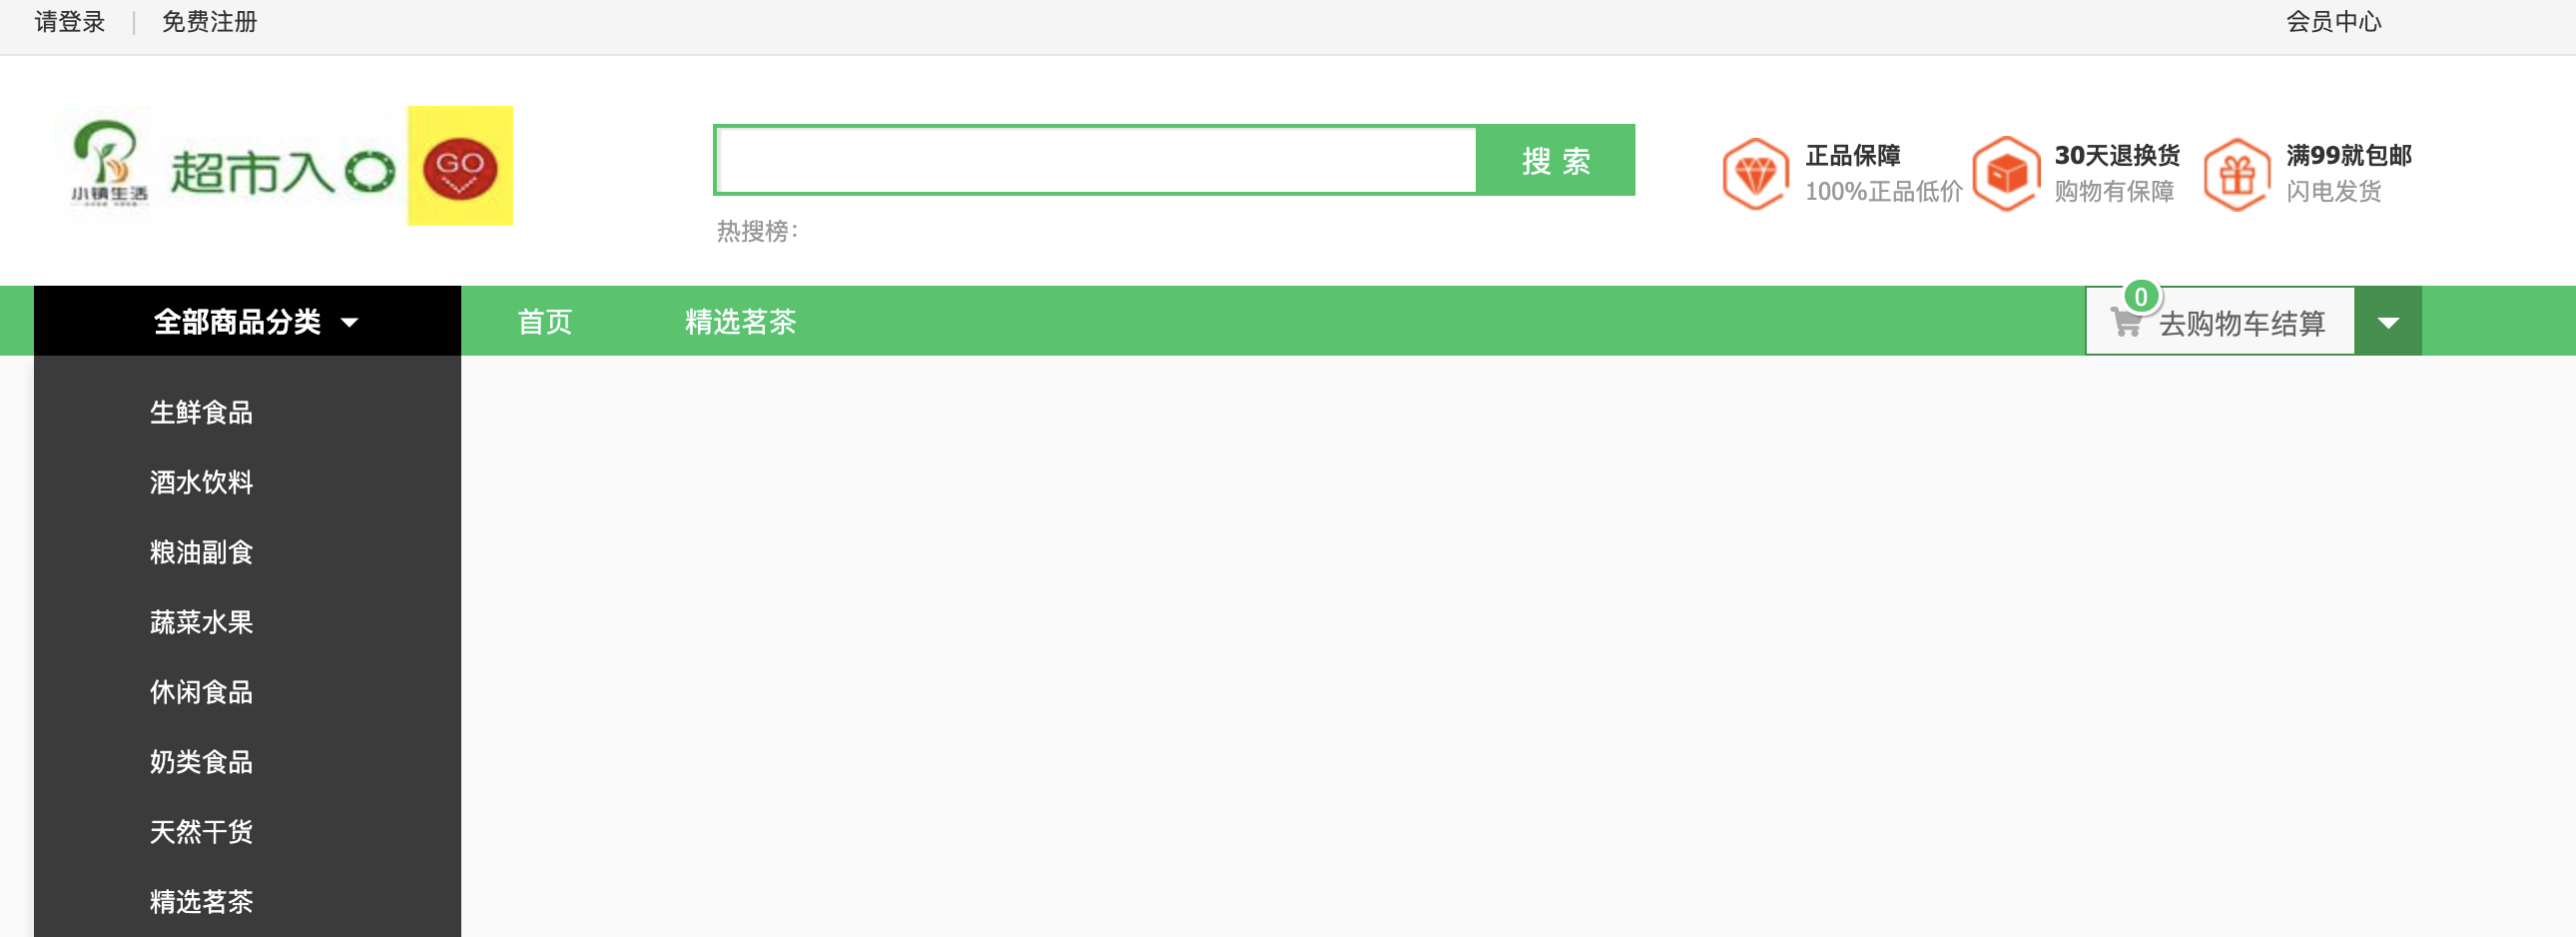 请登录 | 免费注册 会员中心
小镇生活 超市入口 GO
搜 索
热搜榜：
正品保障
100%正品低价
30天退换货
购物有保障
满99就包邮
闪电发货
全部商品分类 首页 精选茗茶 0 去购物车结算
生鲜食品
酒水饮料
粮油副食
蔬菜水果
休闲食品
奶类食品
天然干货
精选茗茶